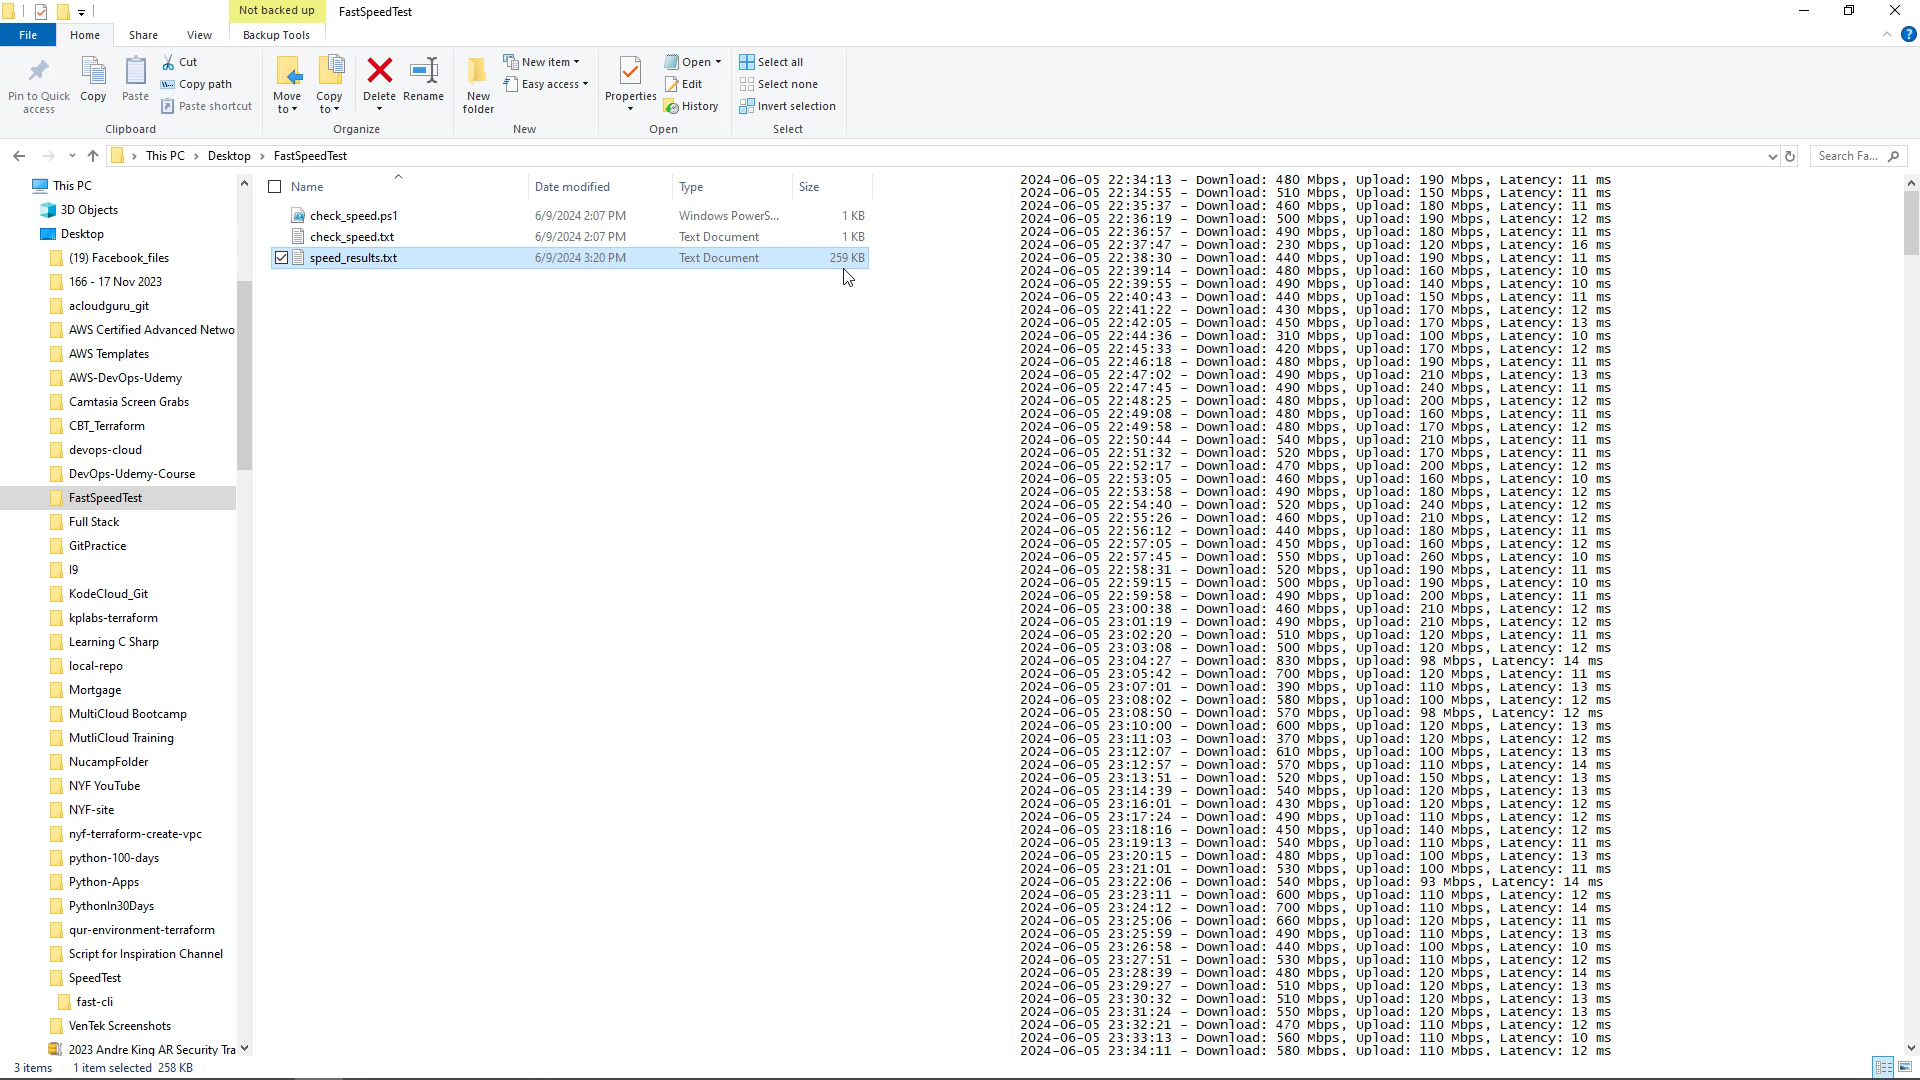 Not backed up
FastSpeedTest
File
Home
Share
View
Backup Tools
Pin to Quick access
Copy
Paste
Cut
Copy path
Paste shortcut
Clipboard
Move to
Copy to
Delete
Rename
Organize
New folder
New item
Easy access
New
Properties
Open
Edit
History
Open
Select all
Select none
Invert selection
Select
This PC > Desktop > FastSpeedTest
Search Fa...
This PC
3D Objects
Desktop
(19) Facebook_files
166 - 17 Nov 2023
acloudguru_git
AWS Certified Advanced Netwo
AWS Templates
AWS-DevOps-Udemy
Camtasia Screen Grabs
CBT_Terraform
devops-cloud
DevOps-Udemy-Course
FastSpeedTest
Full Stack
GitPractice
I9
KodeCloud_Git
kplabs-terraform
Learning C Sharp
local-repo
Mortgage
MultiCloud Bootcamp
MutliCloud Training
NucampFolder
NYF YouTube
NYF-site
nyf-terraform-create-vpc
python-100-days
Python-Apps
PythonIn30Days
qur-environment-terraform
Script for Inspiration Channel
SpeedTest
fast-cli
VenTek Screenshots
2023 Andre King AR Security Tra
Name Date modified Type Size
check_speed.ps1 6/9/2024 2:07 PM Windows PowerS... 1 KB
check_speed.txt 6/9/2024 2:07 PM Text Document 1 KB
speed_results.txt 6/9/2024 3:20 PM Text Document 259 KB
2024-06-05 22:34:13 - Download: 480 Mbps, Upload: 190 Mbps, Latency: 11 ms
2024-06-05 22:34:55 - Download: 510 Mbps, Upload: 150 Mbps, Latency: 11 ms
2024-06-05 22:35:37 - Download: 460 Mbps, Upload: 180 Mbps, Latency: 11 ms
2024-06-05 22:36:19 - Download: 500 Mbps, Upload: 190 Mbps, Latency: 12 ms
2024-06-05 22:36:57 - Download: 490 Mbps, Upload: 180 Mbps, Latency: 11 ms
2024-06-05 22:37:47 - Download: 230 Mbps, Upload: 120 Mbps, Latency: 16 ms
2024-06-05 22:38:30 - Download: 440 Mbps, Upload: 190 Mbps, Latency: 11 ms
2024-06-05 22:39:14 - Download: 480 Mbps, Upload: 160 Mbps, Latency: 10 ms
2024-06-05 22:39:55 - Download: 490 Mbps, Upload: 140 Mbps, Latency: 10 ms
2024-06-05 22:40:43 - Download: 440 Mbps, Upload: 150 Mbps, Latency: 11 ms
2024-06-05 22:41:22 - Download: 430 Mbps, Upload: 170 Mbps, Latency: 12 ms
2024-06-05 22:42:05 - Download: 450 Mbps, Upload: 170 Mbps, Latency: 13 ms
2024-06-05 22:44:36 - Download: 310 Mbps, Upload: 100 Mbps, Latency: 10 ms
2024-06-05 22:45:33 - Download: 420 Mbps, Upload: 170 Mbps, Latency: 12 ms
2024-06-05 22:46:18 - Download: 480 Mbps, Upload: 190 Mbps, Latency: 11 ms
2024-06-05 22:47:02 - Download: 490 Mbps, Upload: 210 Mbps, Latency: 13 ms
2024-06-05 22:47:45 - Download: 490 Mbps, Upload: 240 Mbps, Latency: 11 ms
2024-06-05 22:48:25 - Download: 480 Mbps, Upload: 200 Mbps, Latency: 12 ms
2024-06-05 22:49:08 - Download: 480 Mbps, Upload: 160 Mbps, Latency: 11 ms
2024-06-05 22:49:58 - Download: 480 Mbps, Upload: 170 Mbps, Latency: 12 ms
2024-06-05 22:50:44 - Download: 540 Mbps, Upload: 210 Mbps, Latency: 11 ms
2024-06-05 22:51:32 - Download: 520 Mbps, Upload: 170 Mbps, Latency: 11 ms
2024-06-05 22:52:17 - Download: 470 Mbps, Upload: 200 Mbps, Latency: 12 ms
2024-06-05 22:53:05 - Download: 460 Mbps, Upload: 160 Mbps, Latency: 10 ms
2024-06-05 22:53:58 - Download: 490 Mbps, Upload: 180 Mbps, Latency: 12 ms
2024-06-05 22:54:40 - Download: 520 Mbps, Upload: 240 Mbps, Latency: 12 ms
2024-06-05 22:55:26 - Download: 460 Mbps, Upload: 210 Mbps, Latency: 12 ms
2024-06-05 22:56:12 - Download: 440 Mbps, Upload: 180 Mbps, Latency: 11 ms
2024-06-05 22:57:05 - Download: 450 Mbps, Upload: 160 Mbps, Latency: 12 ms
2024-06-05 22:57:45 - Download: 550 Mbps, Upload: 260 Mbps, Latency: 10 ms
2024-06-05 22:58:31 - Download: 520 Mbps, Upload: 190 Mbps, Latency: 11 ms
2024-06-05 22:59:15 - Download: 500 Mbps, Upload: 190 Mbps, Latency: 10 ms
2024-06-05 22:59:58 - Download: 490 Mbps, Upload: 200 Mbps, Latency: 11 ms
2024-06-05 23:00:38 - Download: 460 Mbps, Upload: 210 Mbps, Latency: 12 ms
2024-06-05 23:01:19 - Download: 490 Mbps, Upload: 210 Mbps, Latency: 12 ms
2024-06-05 23:02:20 - Download: 510 Mbps, Upload: 120 Mbps, Latency: 11 ms
2024-06-05 23:03:08 - Download: 500 Mbps, Upload: 120 Mbps, Latency: 12 ms
2024-06-05 23:04:27 - Download: 830 Mbps, Upload: 98 Mbps, Latency: 14 ms
2024-06-05 23:05:42 - Download: 700 Mbps, Upload: 120 Mbps, Latency: 11 ms
2024-06-05 23:07:01 - Download: 390 Mbps, Upload: 110 Mbps, Latency: 13 ms
2024-06-05 23:08:02 - Download: 580 Mbps, Upload: 100 Mbps, Latency: 12 ms
2024-06-05 23:08:50 - Download: 570 Mbps, Upload: 98 Mbps, Latency: 12 ms
2024-06-05 23:10:00 - Download: 600 Mbps, Upload: 120 Mbps, Latency: 13 ms
2024-06-05 23:11:03 - Download: 370 Mbps, Upload: 120 Mbps, Latency: 12 ms
2024-06-05 23:12:07 - Download: 610 Mbps, Upload: 100 Mbps, Latency: 13 ms
2024-06-05 23:12:57 - Download: 570 Mbps, Upload: 110 Mbps, Latency: 14 ms
2024-06-05 23:13:51 - Download: 520 Mbps, Upload: 150 Mbps, Latency: 13 ms
2024-06-05 23:14:39 - Download: 540 Mbps, Upload: 120 Mbps, Latency: 13 ms
2024-06-05 23:16:01 - Download: 430 Mbps, Upload: 120 Mbps, Latency: 12 ms
2024-06-05 23:17:24 - Download: 490 Mbps, Upload: 110 Mbps, Latency: 12 ms
2024-06-05 23:18:16 - Download: 450 Mbps, Upload: 140 Mbps, Latency: 12 ms
2024-06-05 23:19:13 - Download: 540 Mbps, Upload: 110 Mbps, Latency: 11 ms
2024-06-05 23:20:15 - Download: 480 Mbps, Upload: 100 Mbps, Latency: 13 ms
2024-06-05 23:21:01 - Download: 530 Mbps, Upload: 100 Mbps, Latency: 11 ms
2024-06-05 23:22:06 - Download: 540 Mbps, Upload: 93 Mbps, Latency: 14 ms
2024-06-05 23:23:11 - Download: 600 Mbps, Upload: 110 Mbps, Latency: 12 ms
2024-06-05 23:24:12 - Download: 700 Mbps, Upload: 110 Mbps, Latency: 14 ms
2024-06-05 23:25:06 - Download: 660 Mbps, Upload: 120 Mbps, Latency: 11 ms
2024-06-05 23:25:59 - Download: 490 Mbps, Upload: 110 Mbps, Latency: 13 ms
2024-06-05 23:26:58 - Download: 440 Mbps, Upload: 100 Mbps, Latency: 10 ms
2024-06-05 23:27:51 - Download: 530 Mbps, Upload: 110 Mbps, Latency: 12 ms
2024-06-05 23:28:39 - Download: 480 Mbps, Upload: 120 Mbps, Latency: 14 ms
2024-06-05 23:29:27 - Download: 510 Mbps, Upload: 120 Mbps, Latency: 13 ms
2024-06-05 23:30:32 - Download: 510 Mbps, Upload: 120 Mbps, Latency: 13 ms
2024-06-05 23:31:24 - Download: 550 Mbps, Upload: 120 Mbps, Latency: 13 ms
2024-06-05 23:32:21 - Download: 470 Mbps, Upload: 110 Mbps, Latency: 12 ms
2024-06-05 23:33:13 - Download: 560 Mbps, Upload: 110 Mbps, Latency: 10 ms
2024-06-05 23:34:11 - Download: 580 Mbps, Upload: 110 Mbps, Latency: 12 ms
3 items 1 item selected 258 KB